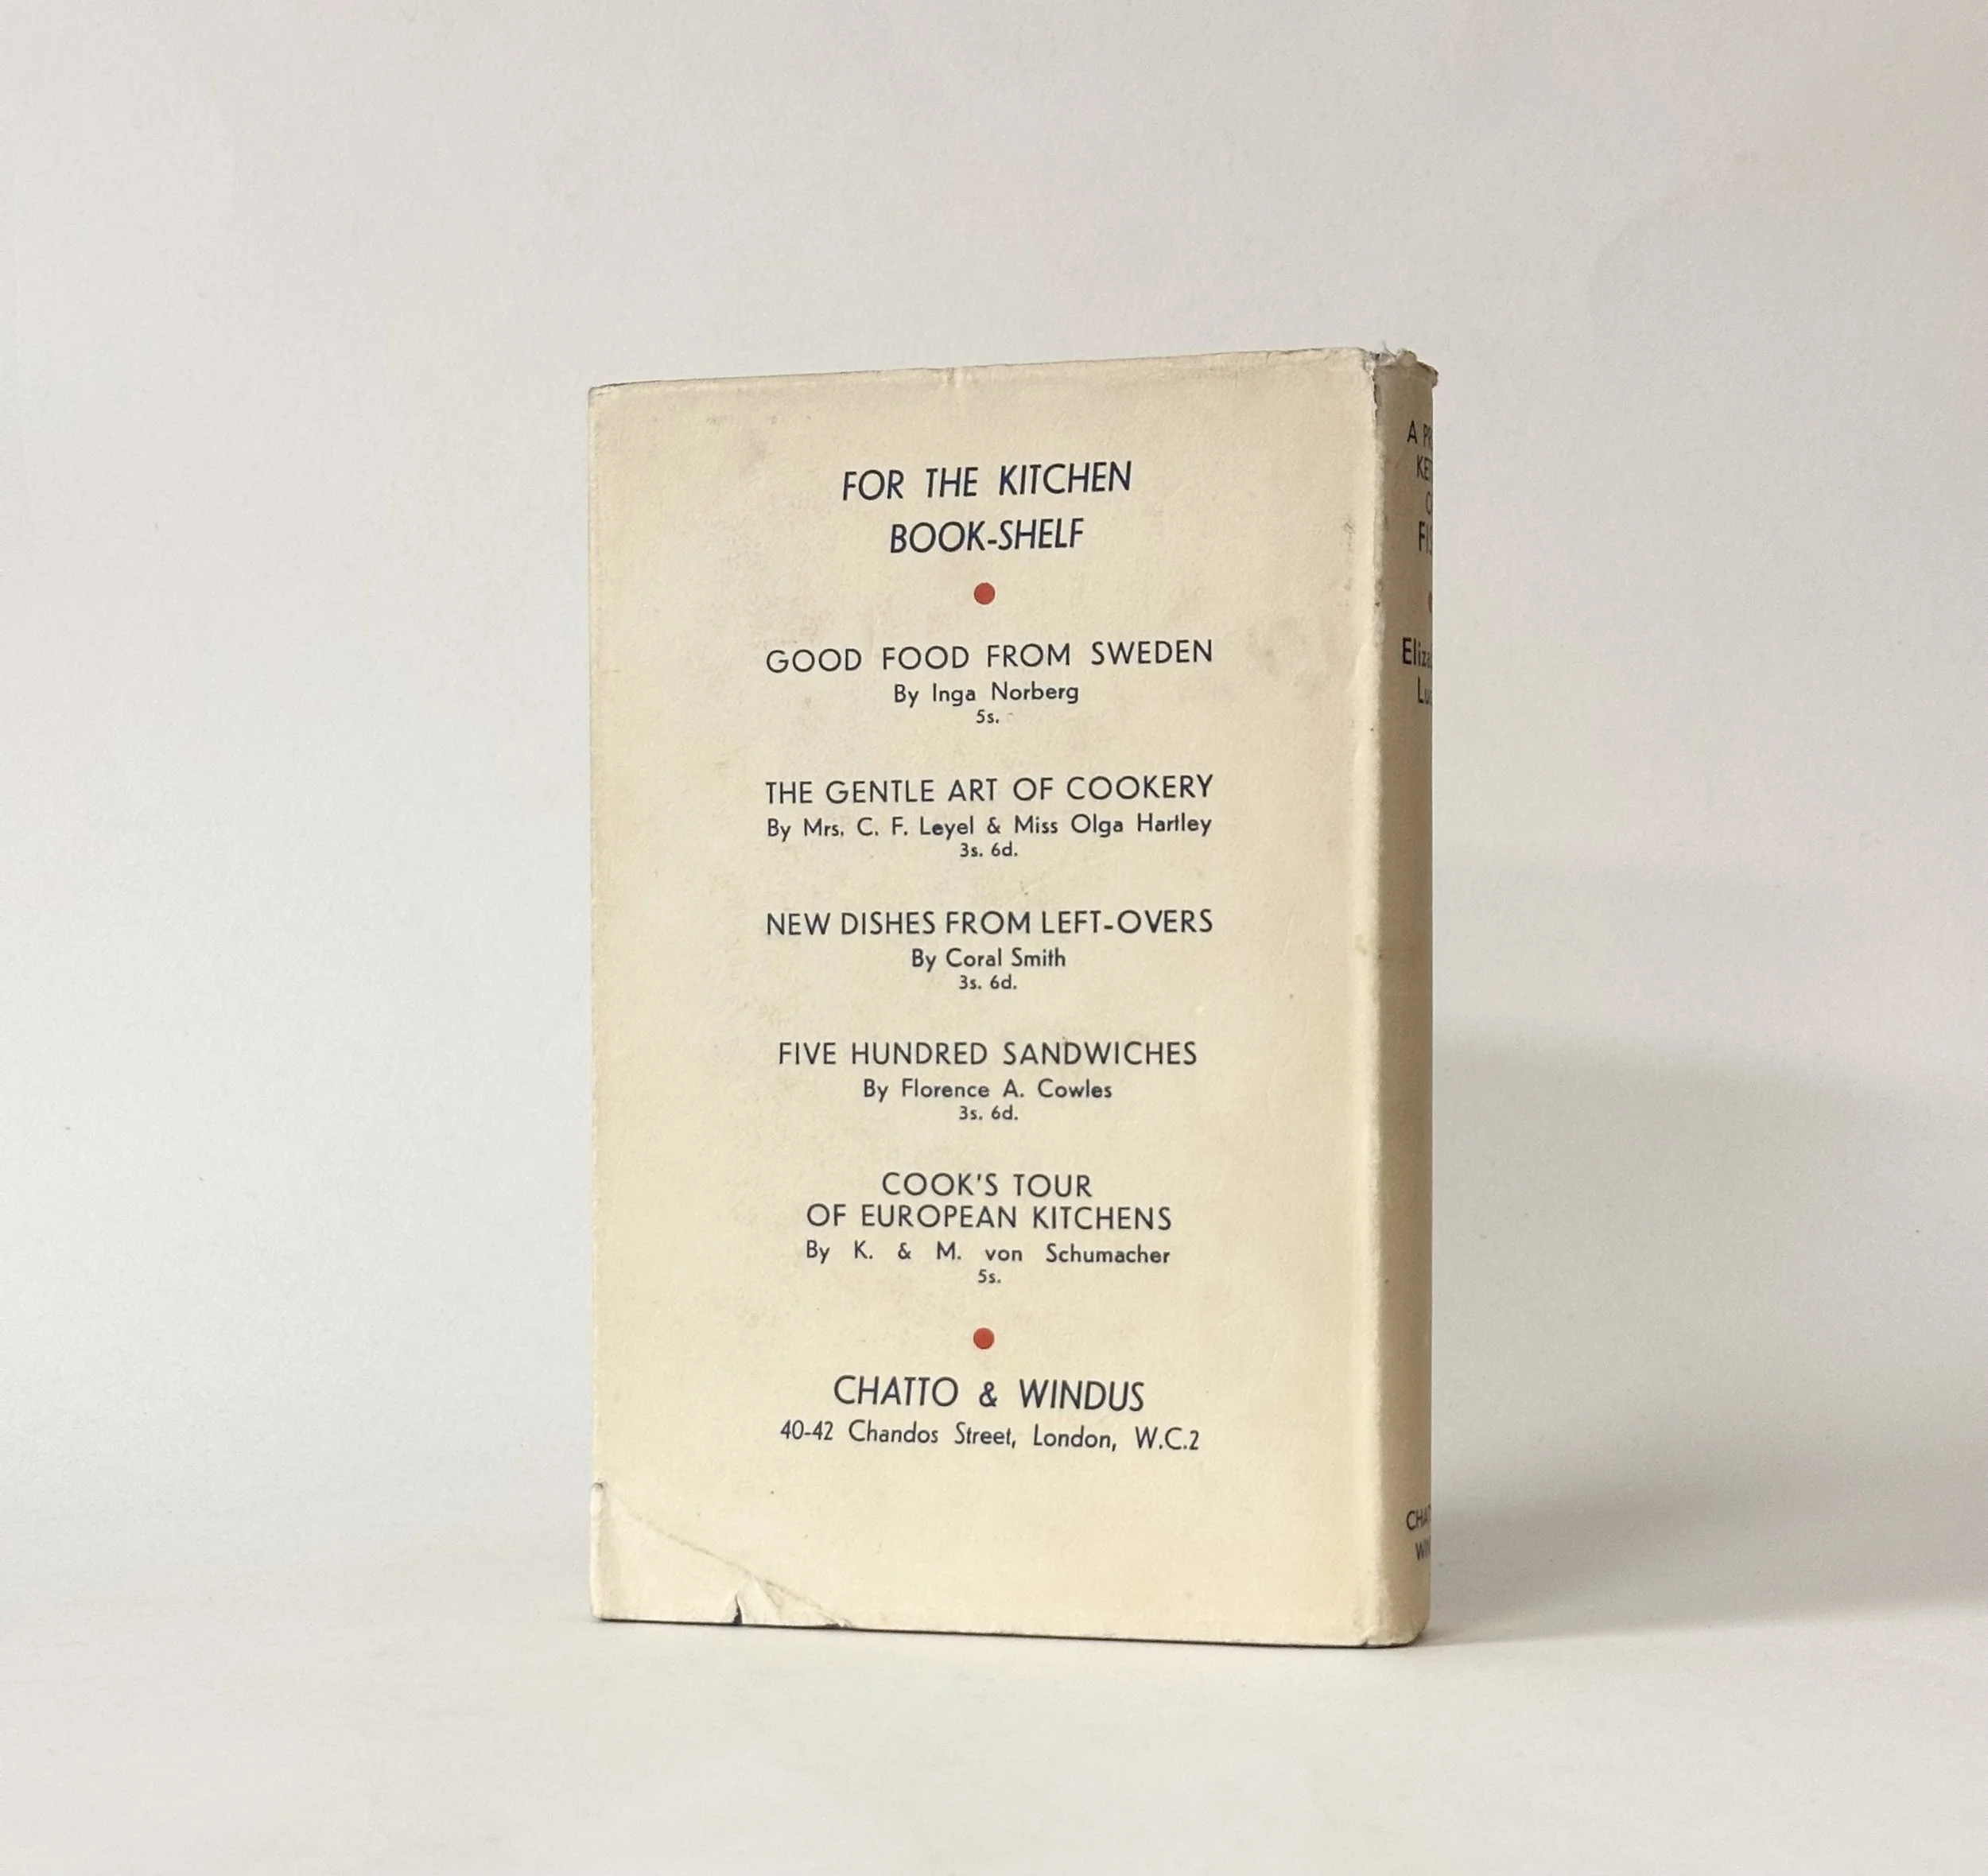 FOR THE KITCHEN
BOOK-SHELF
GOOD FOOD FROM SWEDEN
By Inga Norberg
5s.
THE GENTLE ART OF COOKERY
By Mrs. C. F. Leyel & Miss Olga Hartley
3s. 6d.
NEW DISHES FROM LEFT-OVERS
By Coral Smith
3s. 6d.
FIVE HUNDRED SANDWICHES
By Florence A. Cowles
3s. 6d.
COOK'S TOUR
OF EUROPEAN KITCHENS
By K. & M. von Schumacher
5s.
CHATTO & WINDUS
40-42 Chandos Street, London, W.C.2
A